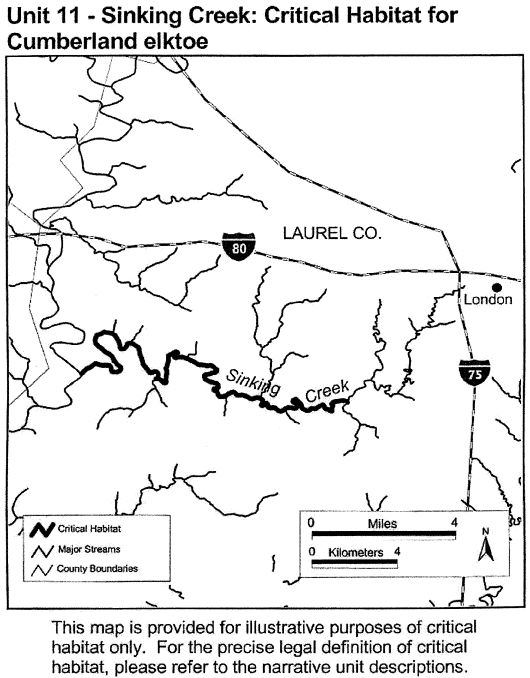 Unit 11 - Sinking Creek: Critical Habitat for
Cumberland elktoe
LAUREL CO.
80
London
75
Sinking Creek
Critical Habitat
Major Streams
County Boundaries
0 Miles 4
0 Kilometers 4
N
This map is provided for illustrative purposes of critical
habitat only. For the precise legal definition of critical
habitat, please refer to the narrative unit descriptions.